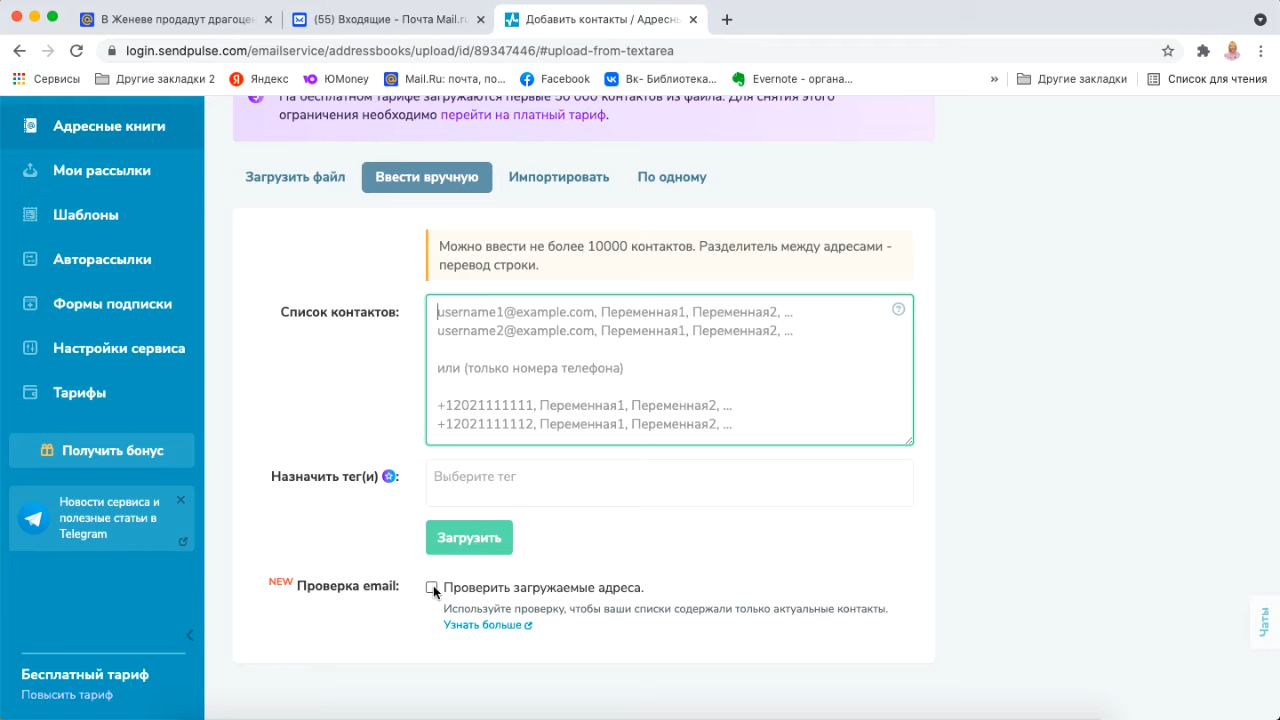 В Женеве продадут драгоцен
(55) Входящие - Почта Mail.ru
Добавить контакты / Адресны
login.sendpulse.com/emailservice/addressbooks/upload/id/89347446/#upload-from-textarea
Сервисы
Другие закладки 2
Яндекс
ЮMoney
Mail.Ru: почта, по...
Facebook
Вк- Библиотека...
Evernote - органа...
»
Другие закладки
Список для чтения
На бесплатном тарифе загружаются первые 50 000 контактов из файла. Для снятия этого
ограничения необходимо перейти на платный тариф.
Адресные книги
Мои рассылки
Шаблоны
Авторассылки
Формы подписки
Настройки сервиса
Тарифы
Получить бонус
Новости сервиса и
полезные статьи в
Telegram
Бесплатный тариф
Повысить тариф
Загрузить файл
Ввести вручную
Импортировать
По одному
Можно ввести не более 10000 контактов. Разделитель между адресами -
перевод строки.
Список контактов:
username1@example.com, Переменная1, Переменная2, ...
username2@example.com, Переменная1, Переменная2, ...
или (только номера телефона)
+12021111111, Переменная1, Переменная2, ...
+12021111112, Переменная1, Переменная2, ...
Назначить тег(и) :
Выберите тег
Загрузить
NEW Проверка email:
Проверить загружаемые адреса.
Используйте проверку, чтобы ваши списки содержали только актуальные контакты.
Узнать больше
Чаты